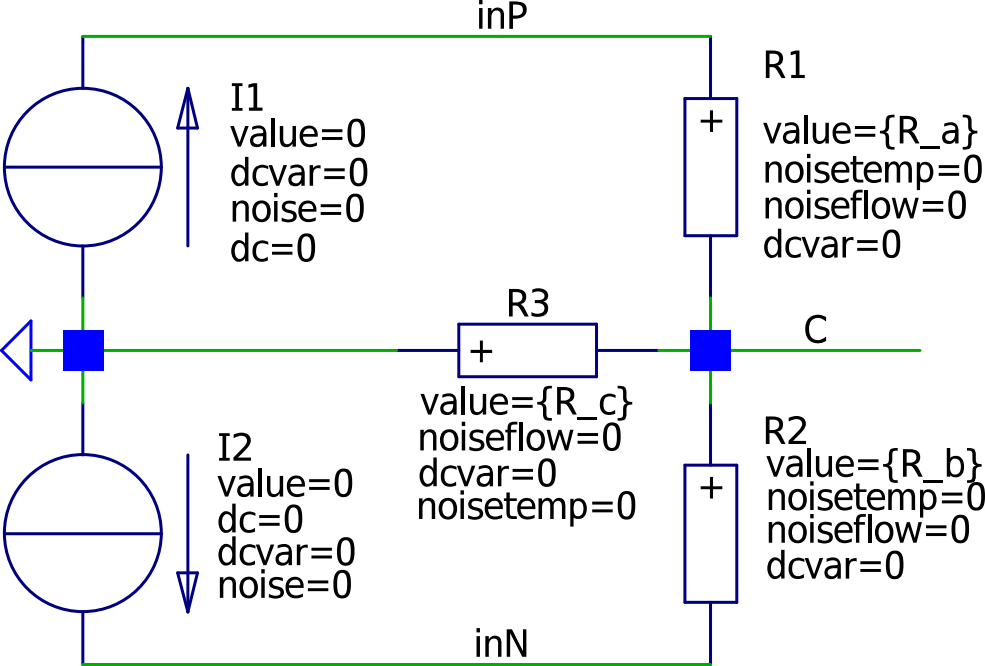 inP
I1
value=0
dcvar=0
noise=0
dc=0
R1
+
value={R_a}
noisetemp=0
noiseflow=0
dcvar=0
R3
+
value={R_c}
noiseflow=0
dcvar=0
noisetemp=0
C
I2
value=0
dc=0
dcvar=0
noise=0
R2
+
value={R_b}
noisetemp=0
noiseflow=0
dcvar=0
inN